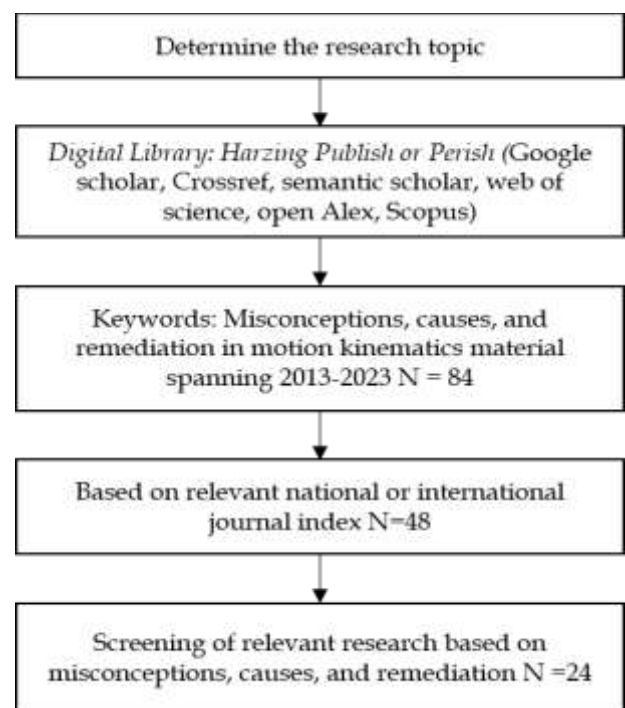 Determine the research topic
Digital Library: Harzing Publish or Perish (Google
scholar, Crossref, semantic scholar, web of
science, open Alex, Scopus)
Keywords: Misconceptions, causes, and
remediation in motion kinematics material
spanning 2013-2023 N = 84
Based on relevant national or international
journal index N=48
Screening of relevant research based on
misconceptions, causes, and remediation N =24